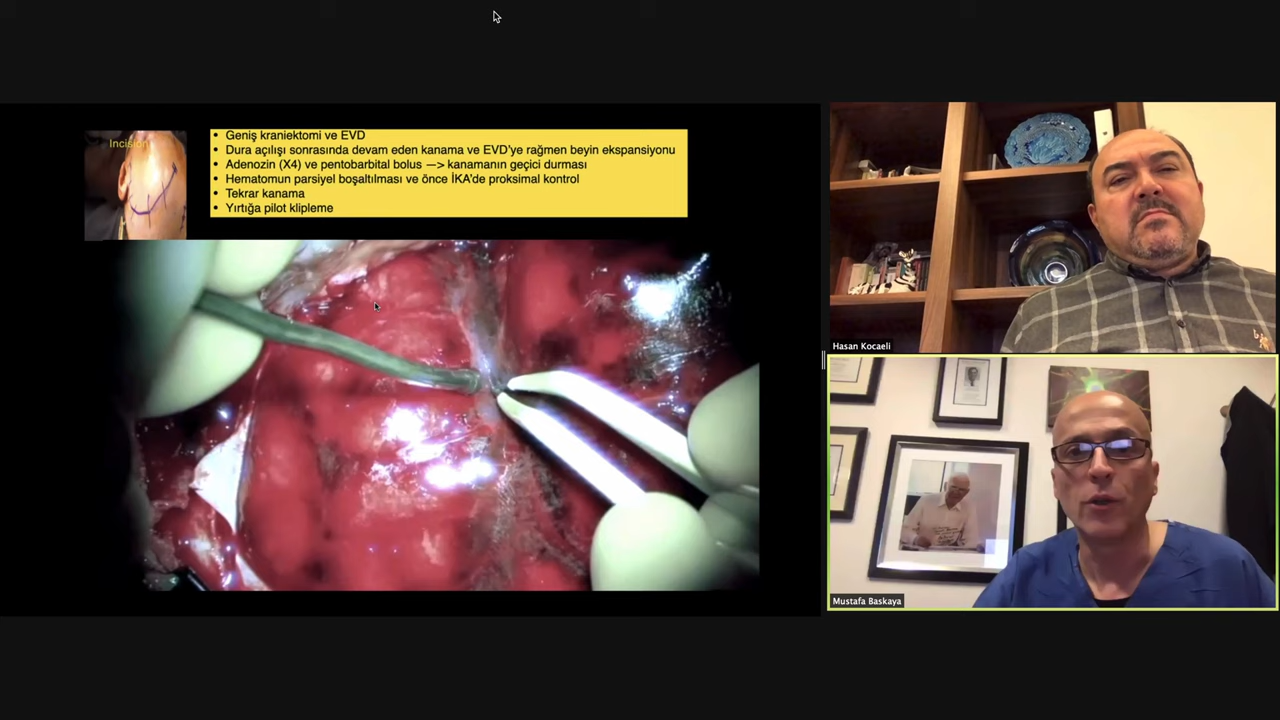 Incision
• Geniş kraniektomi ve EVD
• Dura açılışı sonrasında devam eden kanama ve EVD'ye rağmen beyin ekspansiyonu
• Adenozin (X4) ve pentobarbital bolus —> kanamanın geçici durması
• Hematomun parsiyel boşaltılması ve önce İKA'de proksimal kontrol
• Tekrar kanama
• Yırtığa pilot klipleme
Hasan Kocaeli
Mustafa Baskaya